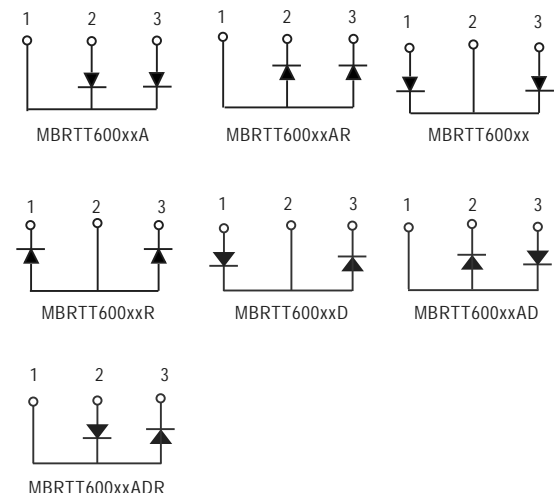 1 2 3
MBRTT600xxA
1 2 3
MBRTT600xxAR
1 2 3
MBRTT600xx
1 2 3
MBRTT600xxR
1 2 3
MBRTT600xxD
1 2 3
MBRTT600xxAD
1 2 3
MBRTT600xxADR